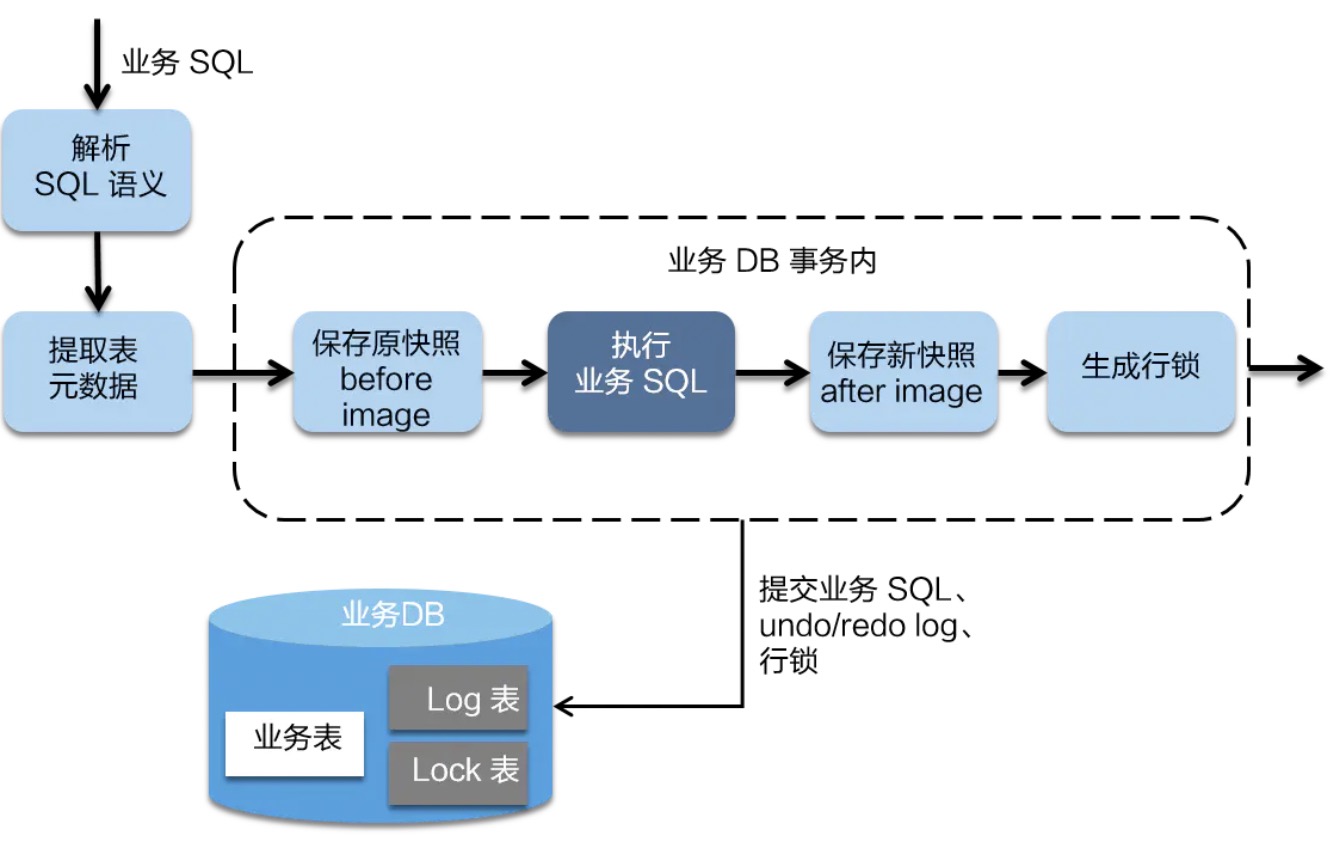 业务 SQL
解析
SQL 语义
业务 DB 事务内
提取表
元数据
保存原快照
before
image
执行
业务 SQL
保存新快照
after image
生成行锁
提交业务 SQL、
undo/redo log、
行锁
业务DB
Log 表
业务表
Lock 表